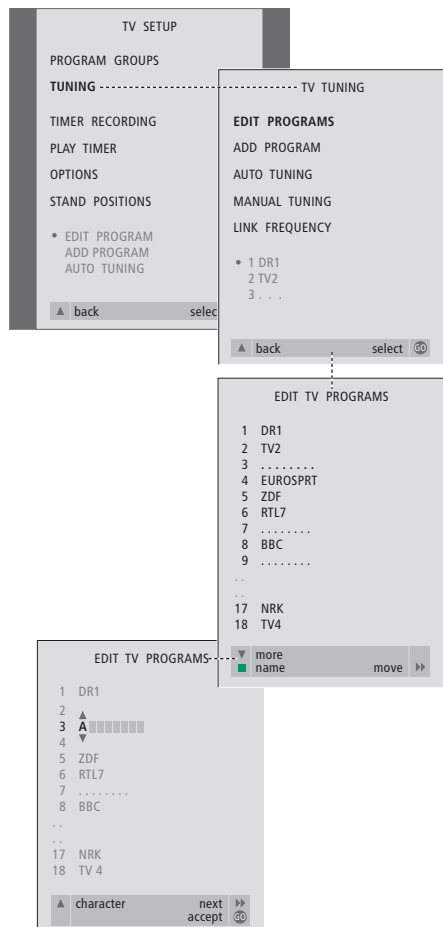 TV SETUP
PROGRAM GROUPS
TUNING
TIMER RECORDING
PLAY TIMER
OPTIONS
STAND POSITIONS
• EDIT PROGRAM
ADD PROGRAM
AUTO TUNING
▲ back selec
TV TUNING
EDIT PROGRAMS
ADD PROGRAM
AUTO TUNING
MANUAL TUNING
LINK FREQUENCY
• 1 DR1
2 TV2
3 . . .
▲ back select GO
EDIT TV PROGRAMS
1 DR1
2 TV2
3 ........
4 EUROSPRT
5 ZDF
6 RTL7
7 ........
8 BBC
9 ........
..
..
17 NRK
18 TV4
▼ more
name move
EDIT TV PROGRAMS
1 DR1
2
3 A
4
5 ZDF
6 RTL7
7 ........
8 BBC
..
..
17 NRK
18 TV 4
▲ character next
accept GO